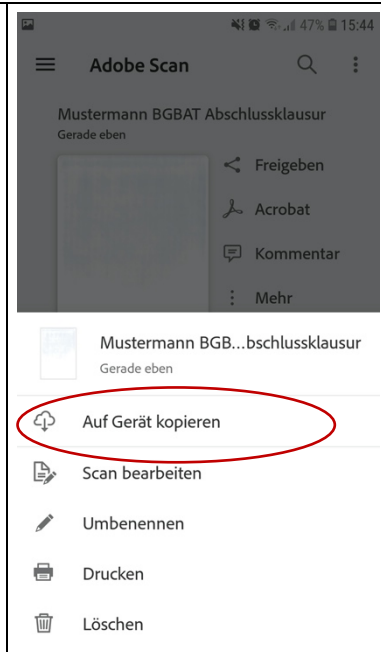 47% 15:44
Adobe Scan
Mustermann BGBAT Abschlussklausur
Gerade eben
Freigeben
Acrobat
Kommentar
Mehr
Mustermann BGB...bschlussklausur
Gerade eben
Auf Gerät kopieren
Scan bearbeiten
Umbenennen
Drucken
Löschen